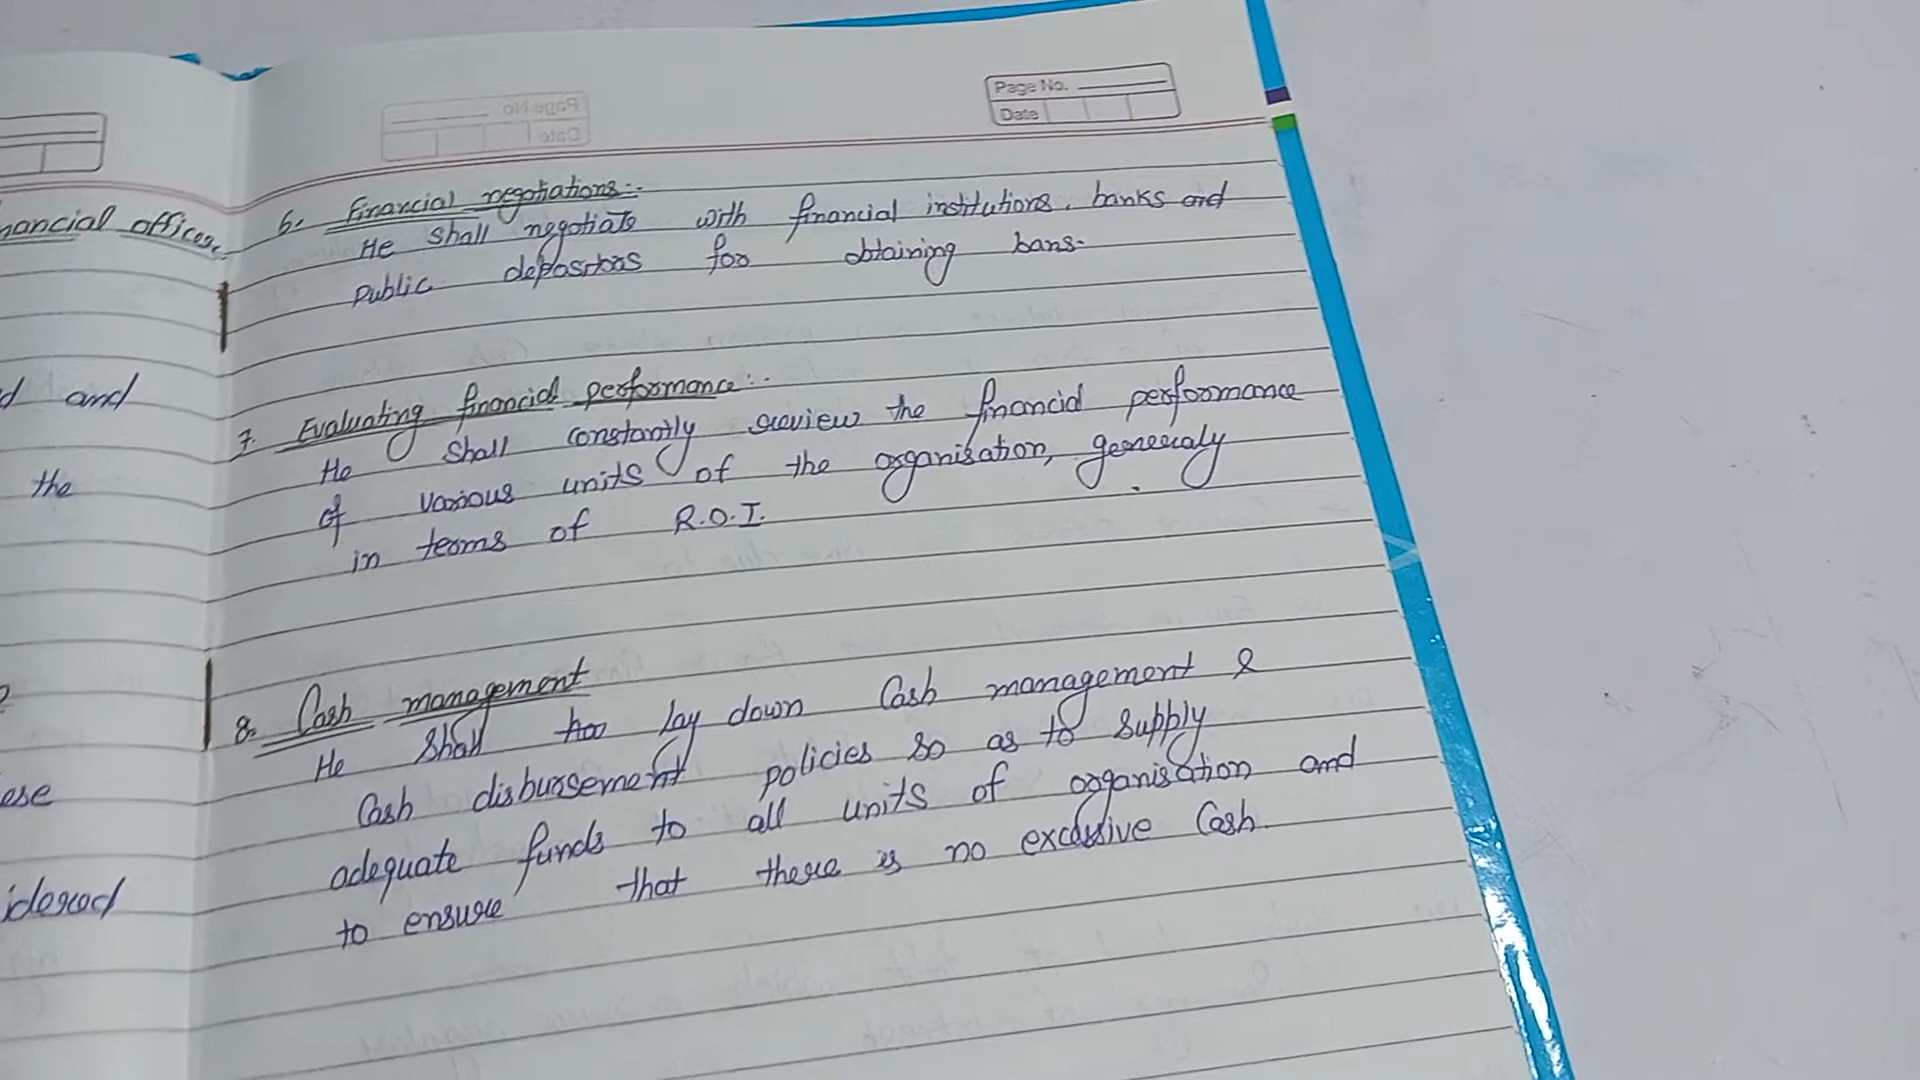 Page No.
Date
nancial officer
d and
the
ese
idered
6. Financial negotiations:-
He shall negotiate with financial institutions, banks and
public depositors for obtaining loans.
7. Evaluating financial performance:-
He shall constantly review the financial performance
of various units of the organisation, generaly
in terms of R.O.I.
8. Cash management
He shall too lay down Cash management &
Cash disbursement policies so as to supply
adequate funds to all units of organisation and
to ensure that there is no excessive Cash.